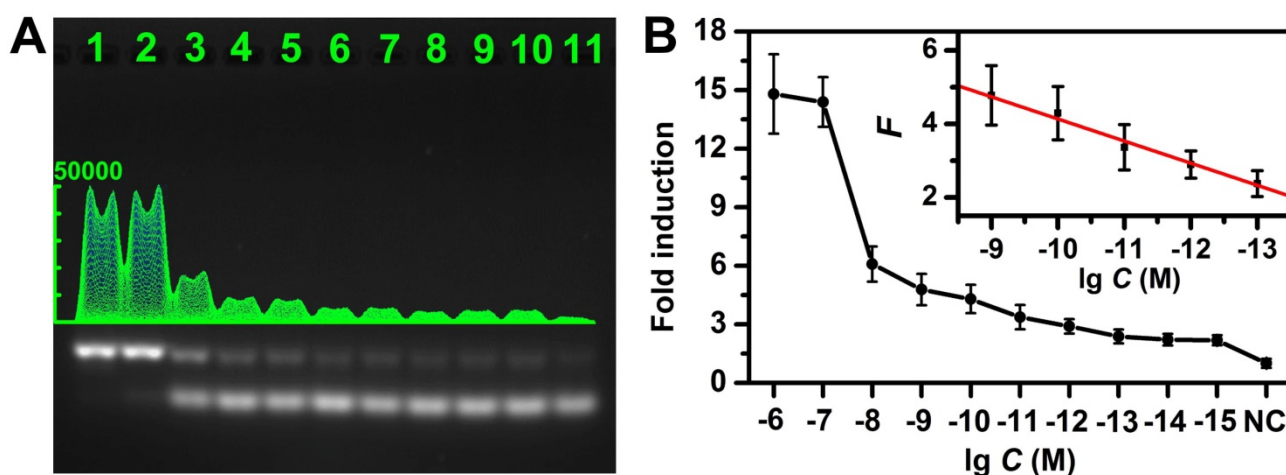 A
1 2 3 4 5 6 7 8 9 10 11
50000
B
Fold induction
18
15
12
9
6
3
0
-6 -7 -8 -9 -10 -11 -12 -13 -14 -15 NC
lg C (M)
F
6
4
2
-9 -10 -11 -12 -13
lg C (M)